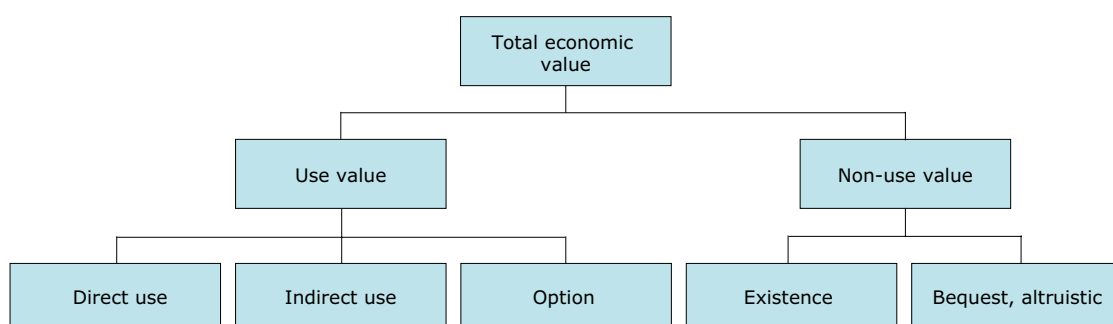 Total economic
value
Use value
Non-use value
Direct use
Indirect use
Option
Existence
Bequest, altruistic